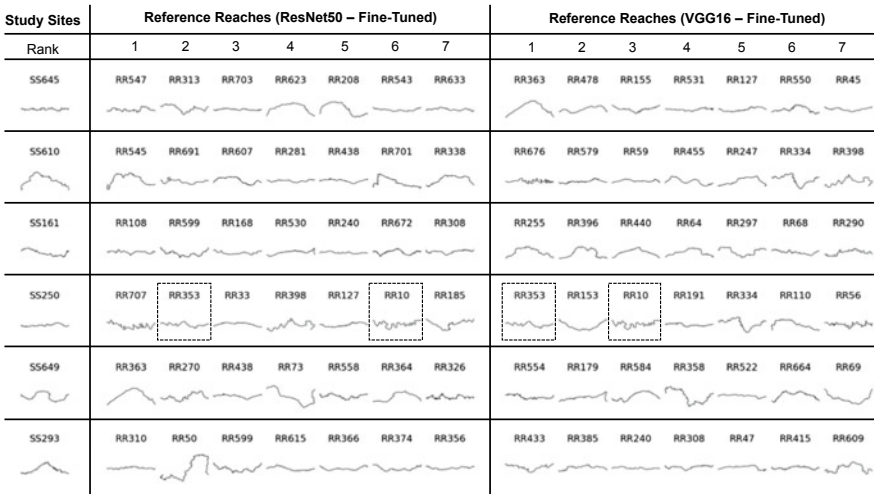 Study Sites Reference Reaches (ResNet50 – Fine-Tuned) Reference Reaches (VGG16 – Fine-Tuned)
Rank 1 2 3 4 5 6 7 1 2 3 4 5 6 7
SS645 RR547 RR313 RR703 RR623 RR208 RR543 RR633 RR363 RR478 RR155 RR531 RR127 RR550 RR45
SS610 RR545 RR691 RR607 RR281 RR438 RR701 RR338 RR676 RR579 RR59 RR455 RR247 RR334 RR398
SS161 RR108 RR599 RR168 RR530 RR240 RR672 RR308 RR255 RR396 RR440 RR64 RR297 RR68 RR290
SS250 RR707 RR353 RR33 RR398 RR127 RR10 RR185 RR353 RR153 RR10 RR191 RR334 RR110 RR56
SS649 RR363 RR270 RR438 RR73 RR558 RR364 RR326 RR554 RR179 RR584 RR358 RR522 RR664 RR69
SS293 RR310 RR50 RR599 RR615 RR366 RR374 RR356 RR433 RR385 RR240 RR308 RR47 RR415 RR609